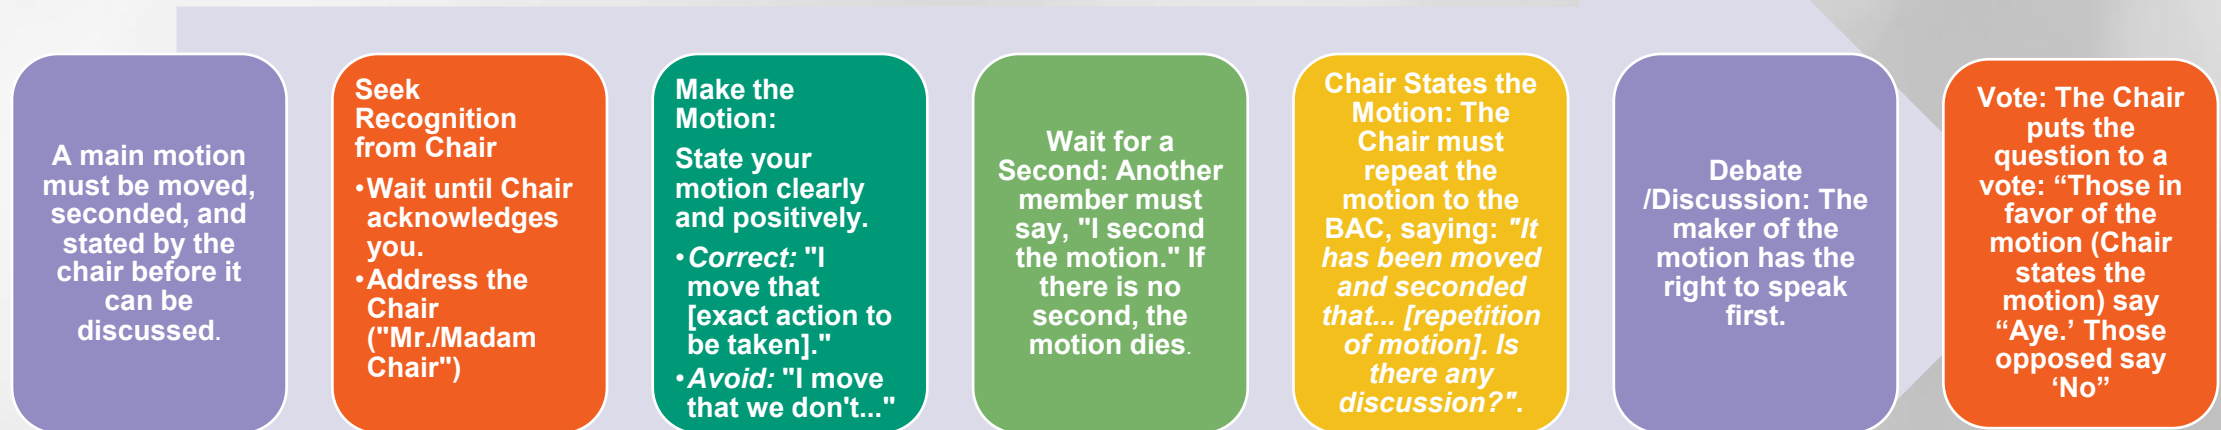 A main motion
must be moved,
seconded, and
stated by the
chair before it
can be
discussed.
Seek
Recognition
from Chair
•Wait until Chair
acknowledges
you.
•Address the
Chair
("Mr./Madam
Chair")
Make the
Motion:
State your
motion clearly
and positively.
•Correct: "I
move that
[exact action to
be taken]."
•Avoid: "I move
that we don't..."
Wait for a
Second: Another
member must
say, "I second
the motion." If
there is no
second, the
motion dies.
Chair States the
Motion: The
Chair must
repeat the
motion to the
BAC, saying: "It
has been moved
and seconded
that... [repetition
of motion]. Is
there any
discussion?".
Debate
/Discussion: The
maker of the
motion has the
right to speak
first.
Vote: The Chair
puts the
question to a
vote: “Those in
favor of the
motion (Chair
states the
motion) say
“Aye.’ Those
opposed say
‘No”